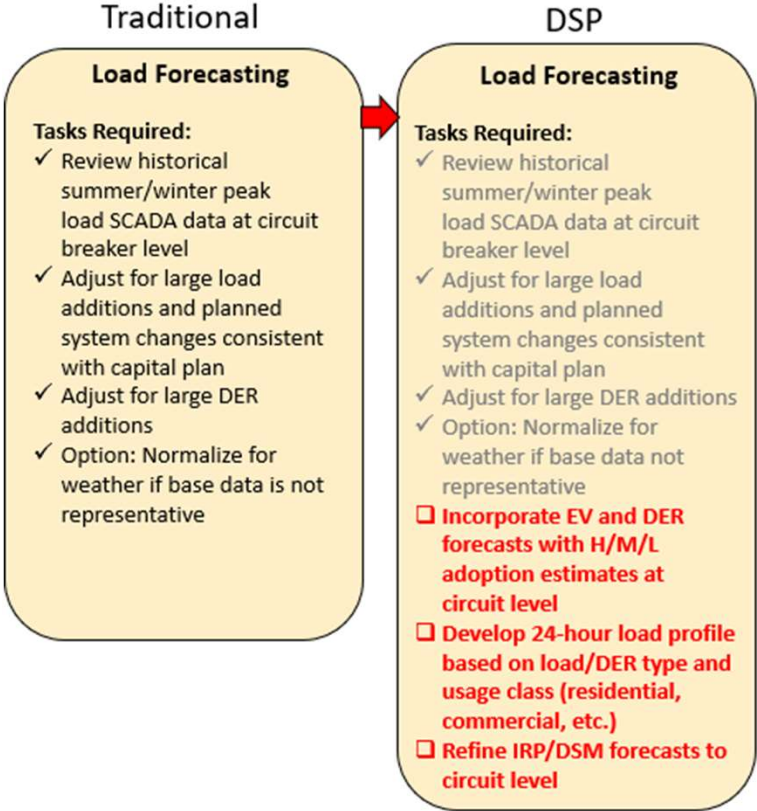 Traditional
Load Forecasting
Tasks Required:
✓ Review historical
summer/winter peak
load SCADA data at circuit
breaker level
✓ Adjust for large load
additions and planned
system changes consistent
with capital plan
✓ Adjust for large DER
additions
✓ Option: Normalize for
weather if base data is not
representative
DSP
Load Forecasting
Tasks Required:
✓ Review historical
summer/winter peak
load SCADA data at circuit
breaker level
✓ Adjust for large load
additions and planned
system changes consistent
with capital plan
✓ Adjust for large DER additions
✓ Option: Normalize for
weather if base data not
representative
❑ Incorporate EV and DER
forecasts with H/M/L
adoption estimates at
circuit level
❑ Develop 24-hour load profile
based on load/DER type and
usage class (residential,
commercial, etc.)
❑ Refine IRP/DSM forecasts to
circuit level